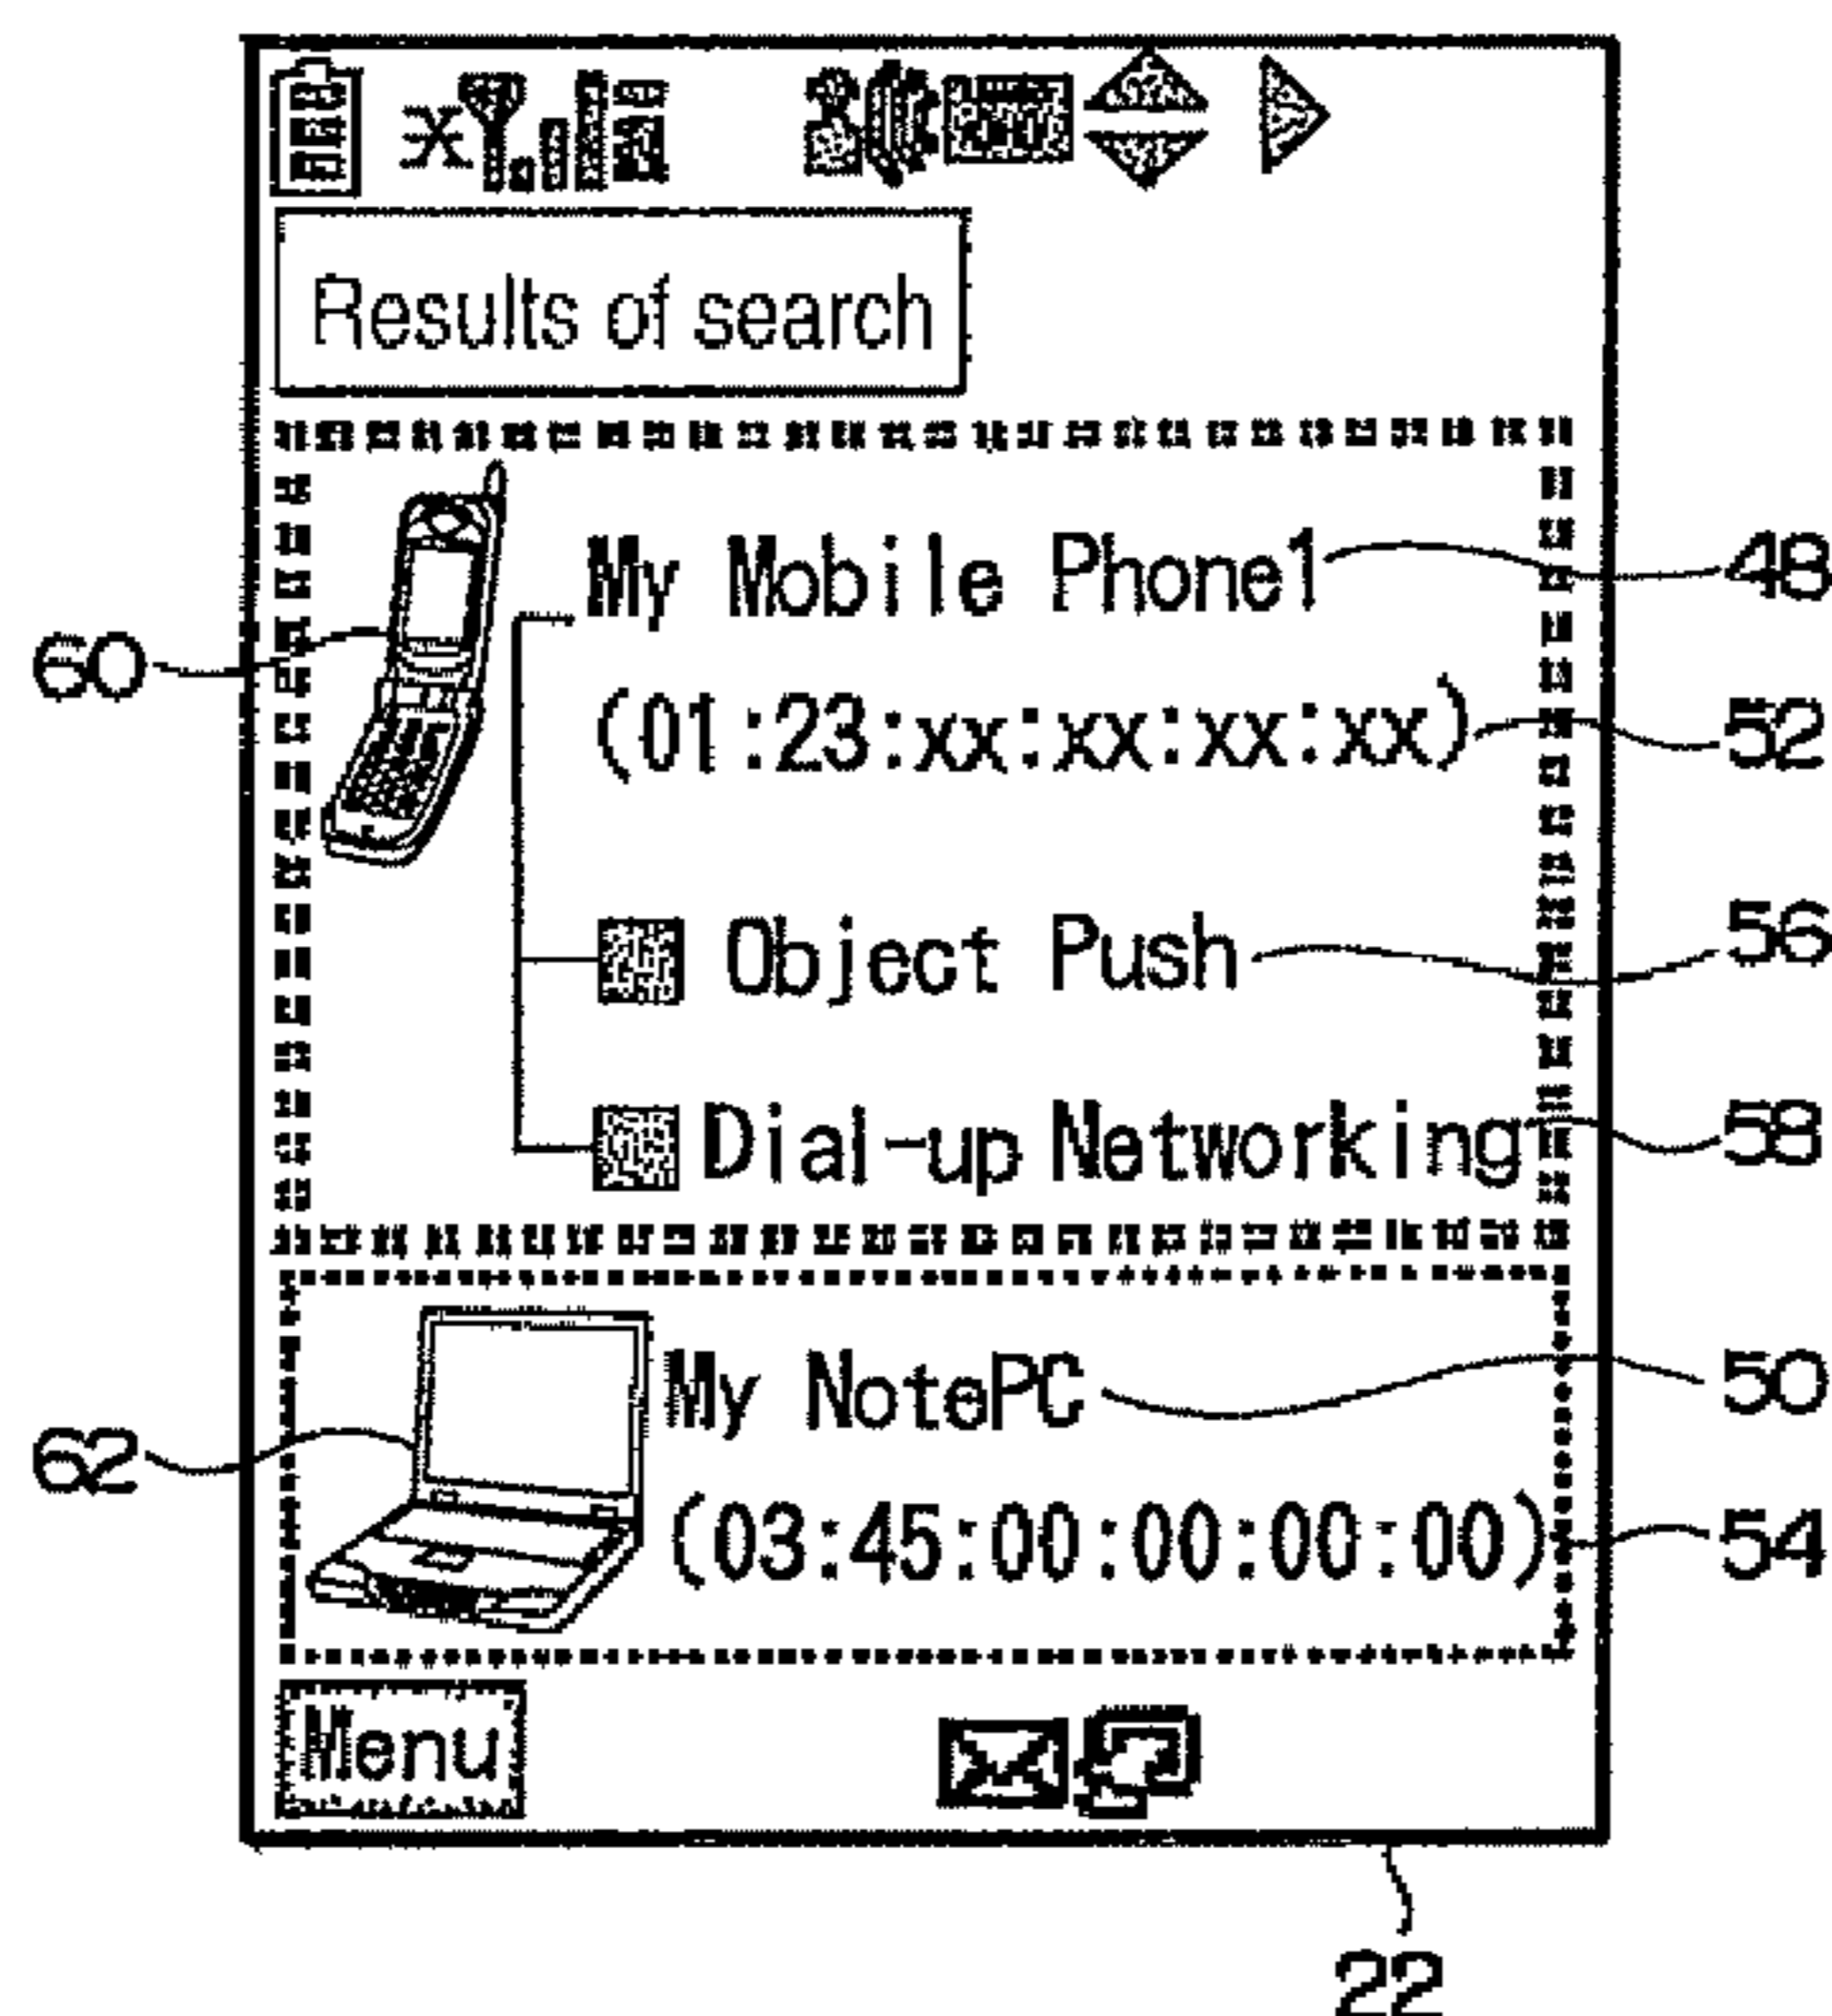 Results of search
My Mobile Phone1
48
60
(01:23:xx:xx:xx:xx)
52
Object Push
56
Dial-up Networking
58
My NotePC
50
62
(03:45:00:00:00:00)
54
Menu
22